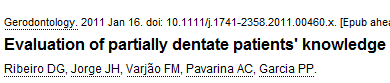 Gerodontology. 2011 Jan 16. doi: 10.1111/j.1741-2358.2011.00460.x. [Epub ahea
Evaluation of partially dentate patients' knowledge
Ribeiro DG, Jorge JH, Varjão FM, Pavarina AC, Garcia PP.